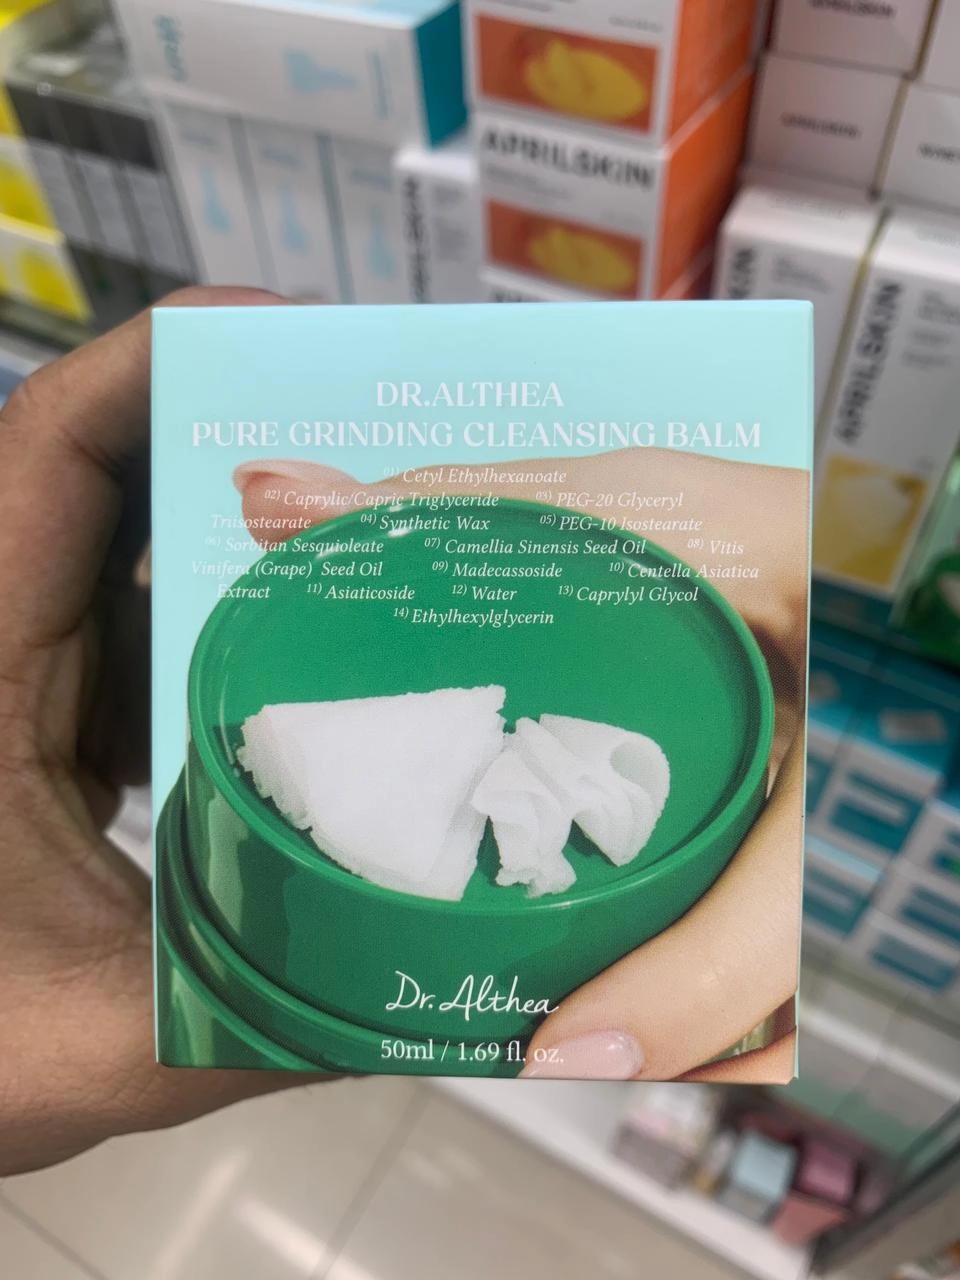 APRILSKIN
APRILSKIN
DR.ALTHEA
PURE GRINDING CLEANSING BALM
01) Cetyl Ethylhexanoate
02) Caprylic/Capric Triglyceride 03) PEG-20 Glyceryl
Triisostearate 04) Synthetic Wax 05) PEG-10 Isostearate
06) Sorbitan Sesquioleate 07) Camellia Sinensis Seed Oil 08) Vitis
Vinifera (Grape) Seed Oil 09) Madecassoside 10) Centella Asiatica
Extract 11) Asiaticoside 12) Water 13) Caprylyl Glycol
14) Ethylhexylglycerin
Dr.Althea
50ml / 1.69 fl. oz.